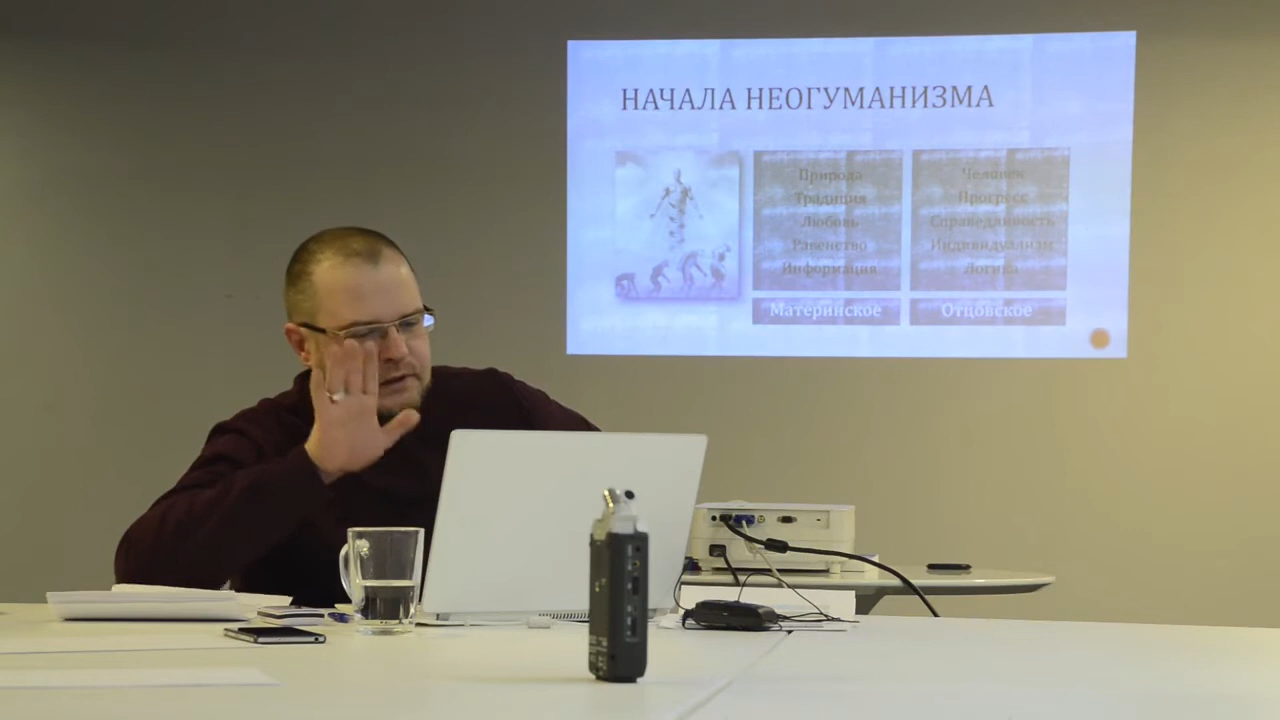 НАЧАЛА НЕОГУМАНИЗМА
Природа
Традиция
Любовь
Равенство
Информация
Материнское
Человек
Прогресс
Справедливость
Индивидуализм
Логика
Отцовское